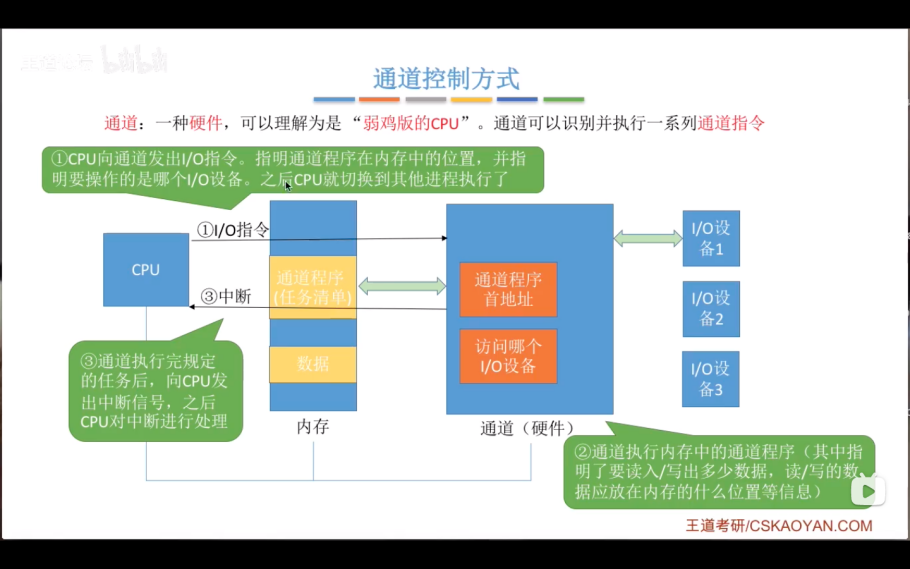 通道控制方式
通道：一种硬件，可以理解为是“弱鸡版的CPU”。通道可以识别并执行一系列通道指令
①CPU向通道发出I/O指令。指明通道程序在内存中的位置，并指
明要操作的是哪个I/O设备。之后CPU就切换到其他进程执行了
①I/O指令
CPU
通道程序
(任务清单)
通道程序
首地址
I/O设
备1
③中断
I/O设
备2
数据
访问哪个
I/O设备
I/O设
备3
③通道执行完规定
的任务后，向CPU发
出中断信号，之后
CPU对中断进行处理
内存
通道（硬件）
②通道执行内存中的通道程序（其中指
明了要读入/写出多少数据，读/写的数
据应放在内存的什么位置等信息）
王道考研/CSKAOYAN.COM